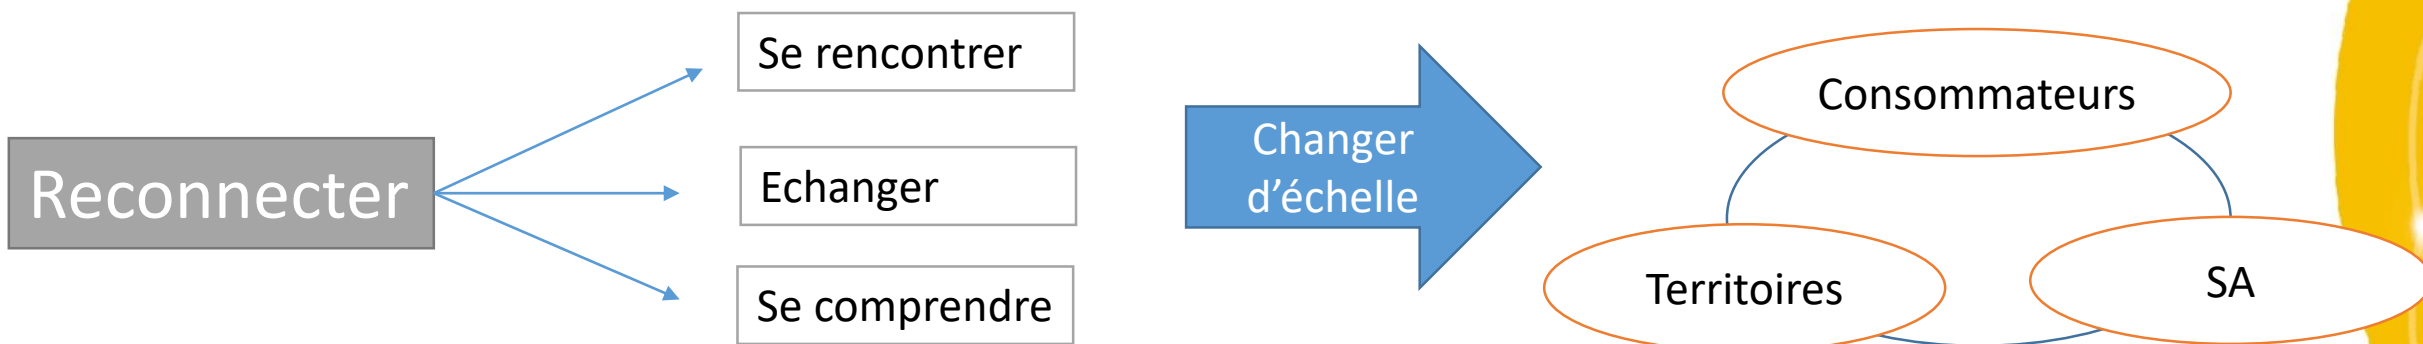 Reconnecter
Se rencontrer
Echanger
Se comprendre
Changer
d'échelle
Consommateurs
Territoires
SA